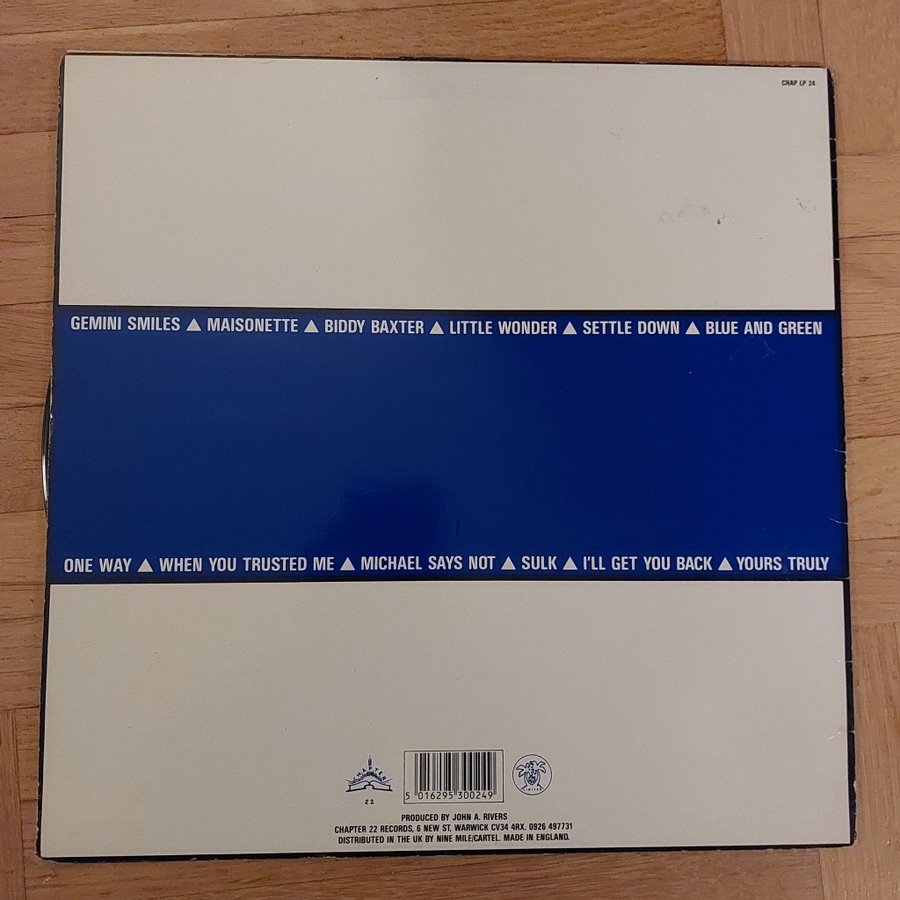 CHAP LP 24
GEMINI SMILES ▲ MAISONETTE ▲ BIDDY BAXTER ▲ LITTLE WONDER ▲ SETTLE DOWN ▲ BLUE AND GREEN
ONE WAY ▲ WHEN YOU TRUSTED ME ▲ MICHAEL SAYS NOT ▲ SULK ▲ I'LL GET YOU BACK ▲ YOURS TRULY
CHAPTER
22
5 016295 300249
PRODUCED BY JOHN A. RIVERS
CHAPTER 22 RECORDS, 6 NEW ST, WARWICK CV34 4RX. 0926 497731
DISTRIBUTED IN THE UK BY NINE MILE/CARTEL. MADE IN ENGLAND.